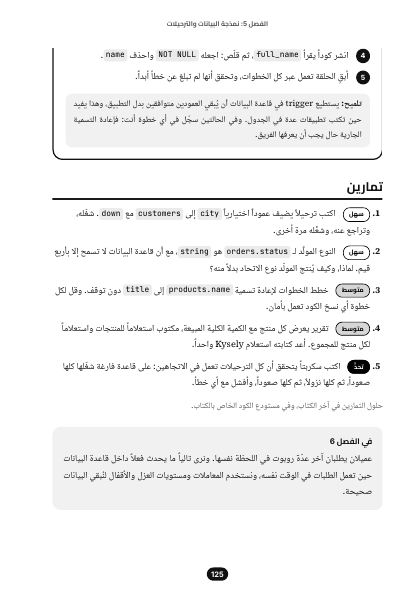 الفصل 5: نمذجة البيانات والترحيلات
4 انشر كوداً يقرأ full_name، ثم قلّص: اجعله NOT NULL واحذف name.
5 أبقِ الحلقة تعمل عبر كل الخطوات، وتحقق أنها لم تبلغ عن خطأ أبداً.
تلميح: يستطيع trigger في قاعدة البيانات أن يُبقي العمودين متوافقين بدل التطبيق، وهذا يفيد
حين تكتب تطبيقات عدة في الجدول. وفي الحالتين سجّل في أي خطوة أنت: فإعادة التسمية
الجارية حال يجب أن يعرفها الفريق.
تمارين
1. سهل اكتب ترحيلاً يضيف عموداً اختيارياً city إلى customers مع down. شغّله،
وتراجع عنه، وشغّله مرة أخرى.
2. سهل النوع المولّد لـ orders.status هو string، مع أن قاعدة البيانات لا تسمح إلا بأربع
قيم. لماذا، وكيف يُنتج المولد نوع الاتحاد بدلاً منه؟
3. متوسط خطط الخطوات لإعادة تسمية products.name إلى title دون توقف. وقل لكل
خطوة أي نسخ الكود تعمل بأمان.
4. متوسط تقرير يعرض كل منتج مع الكمية الكلية المبيعة، مكتوب استعلاماً للمنتجات واستعلاماً
لكل منتج للمجموع. أعد كتابته استعلام Kysely واحداً.
5. تحدٍّ اكتب سكربتاً يتحقق أن كل الترحيلات تعمل في الاتجاهين: على قاعدة فارغة شغّلها كلها
صعوداً، ثم كلها نزولاً، ثم كلها صعوداً، وأفشل مع أي خطأ.
حلول التمارين في آخر الكتاب، وفي مستودع الكود الخاص بالكتاب.
في الفصل 6
عميلان يطلبان آخر عدّة روبوت في اللحظة نفسها. ونرى تالياً ما يحدث فعلاً داخل قاعدة البيانات
حين تعمل الطلبات في الوقت نفسه، ونستخدم المعاملات ومستويات العزل والأقفال لنُبقي البيانات
صحيحة.
125